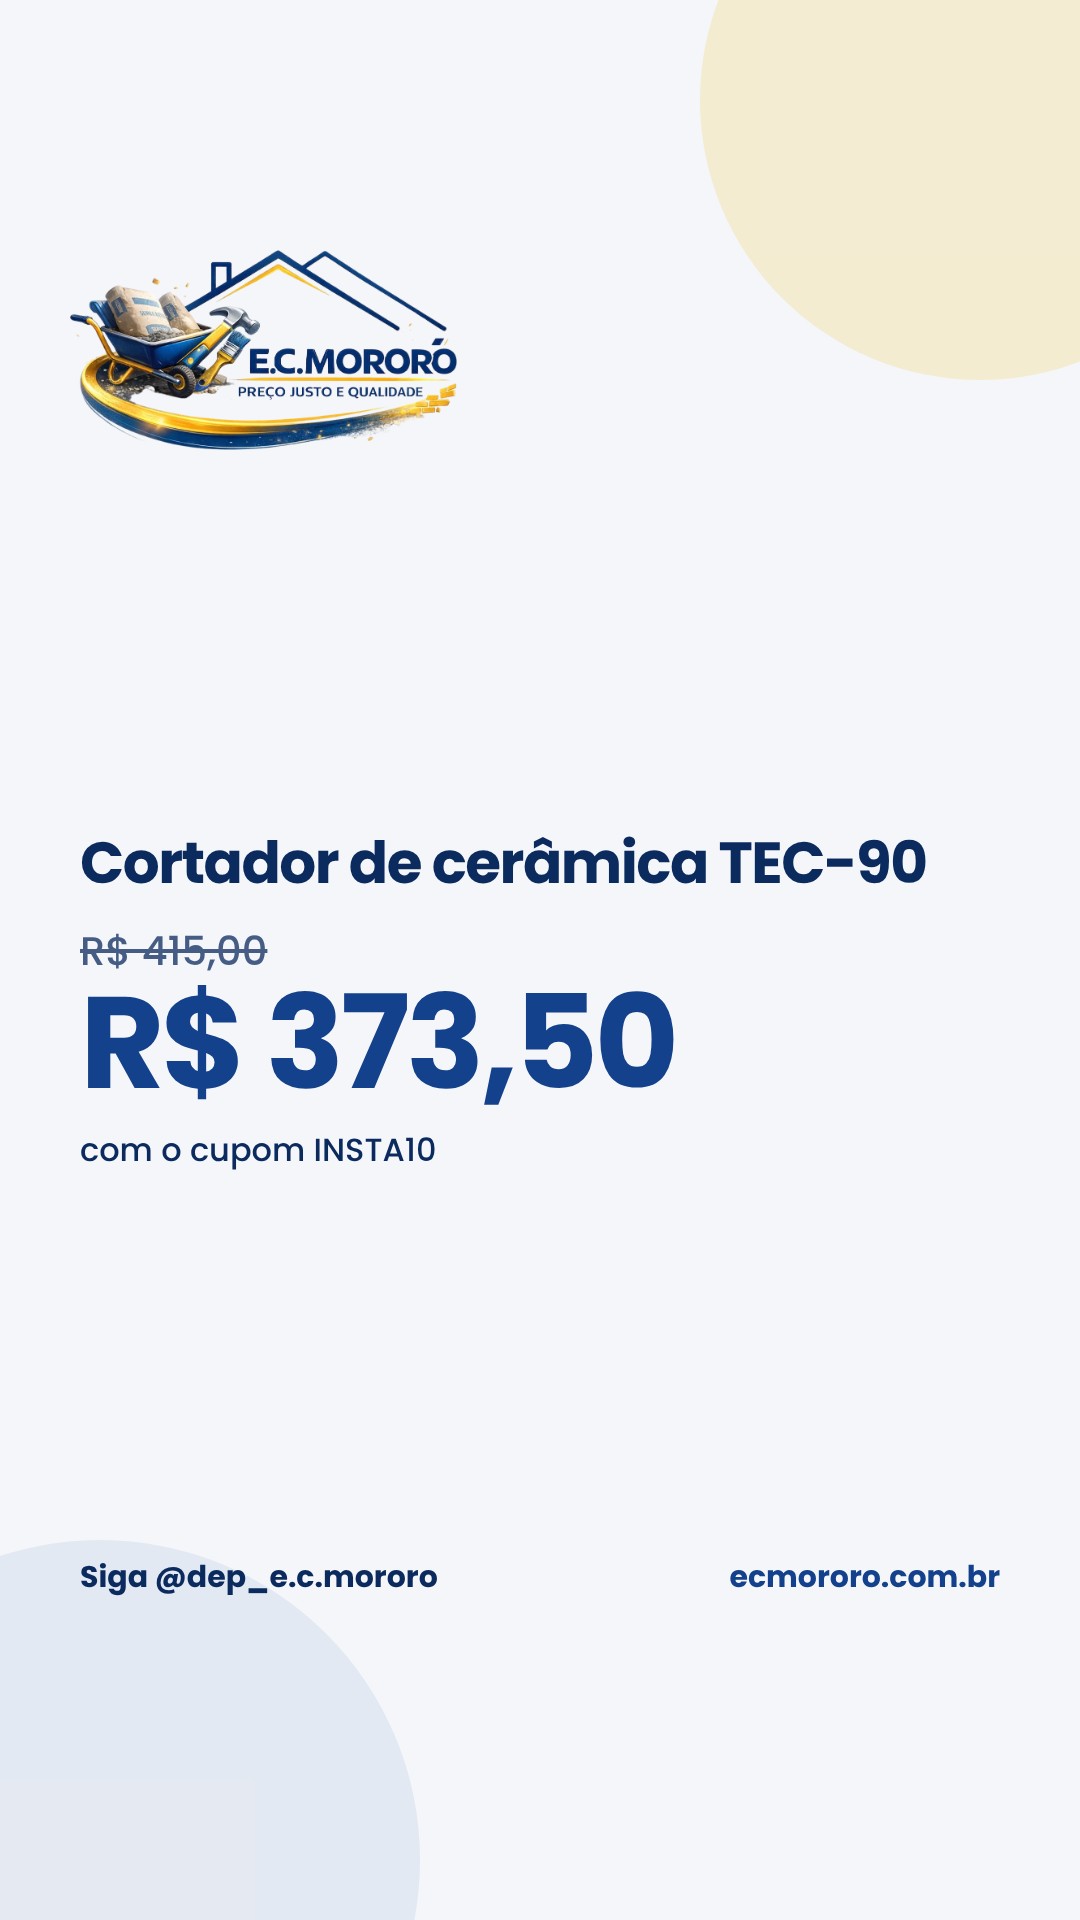 E.C.MORORÓ
PREÇO JUSTO E QUALIDADE
Cortador de cerâmica TEC-90
R$ 415,00
R$ 373,50
com o cupom INSTA10
Siga @dep_e.c.mororo
ecmororo.com.br